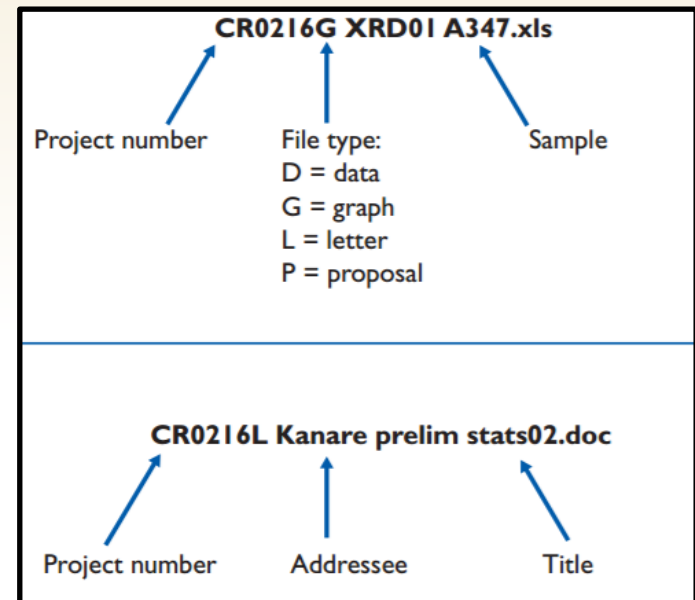 CR0216G XRD01 A347.xls
Project number File type: Sample
D = data
G = graph
L = letter
P = proposal
CR0216L Kanare prelim stats02.doc
Project number Addressee Title